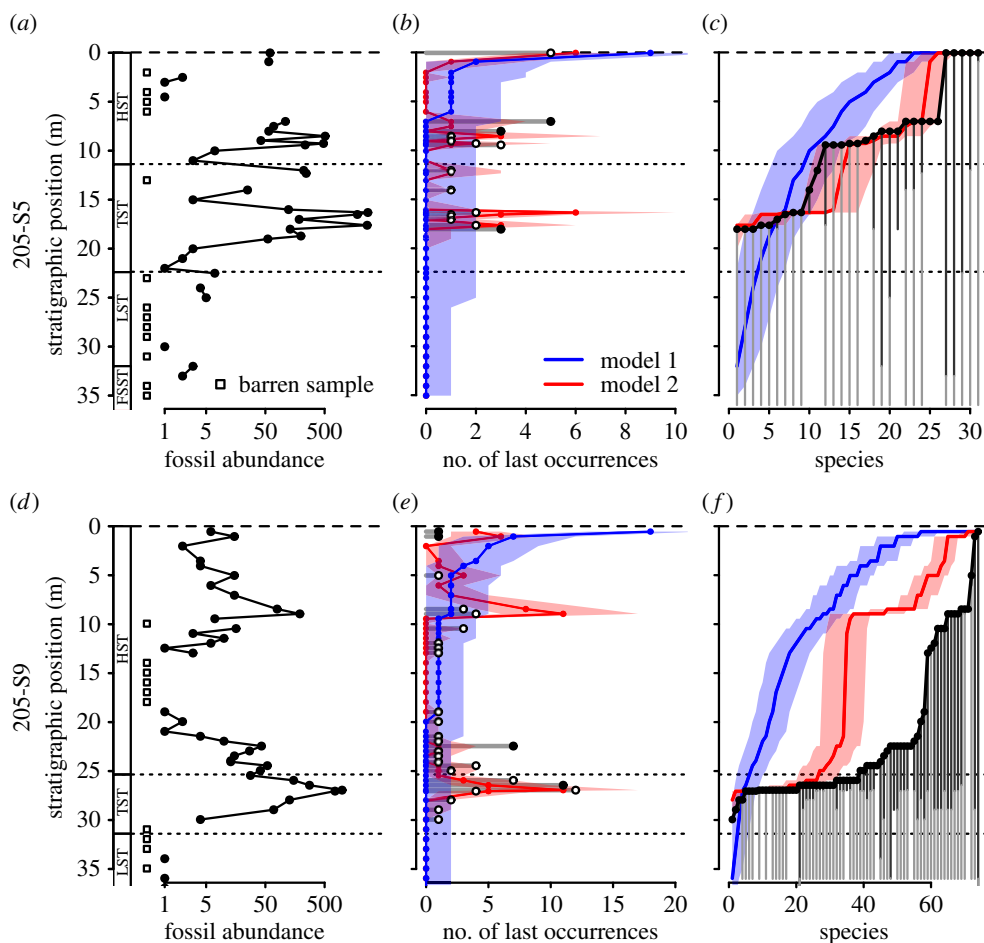 (a) (b) (c)
205-S5
stratigraphic position (m)
0
5
10
15
20
25
30
35
HST
TST
LST
FSST
barren sample
1 5 50 500
fossil abundance
model 1
model 2
0 2 4 6 8 10
no. of last occurrences
0 5 10 15 20 25 30
species
(d) (e) (f)
205-S9
stratigraphic position (m)
0
5
10
15
20
25
30
35
HST
TST
LST
1 5 50 500
fossil abundance
0 5 10 15 20
no. of last occurrences
0 20 40 60
species